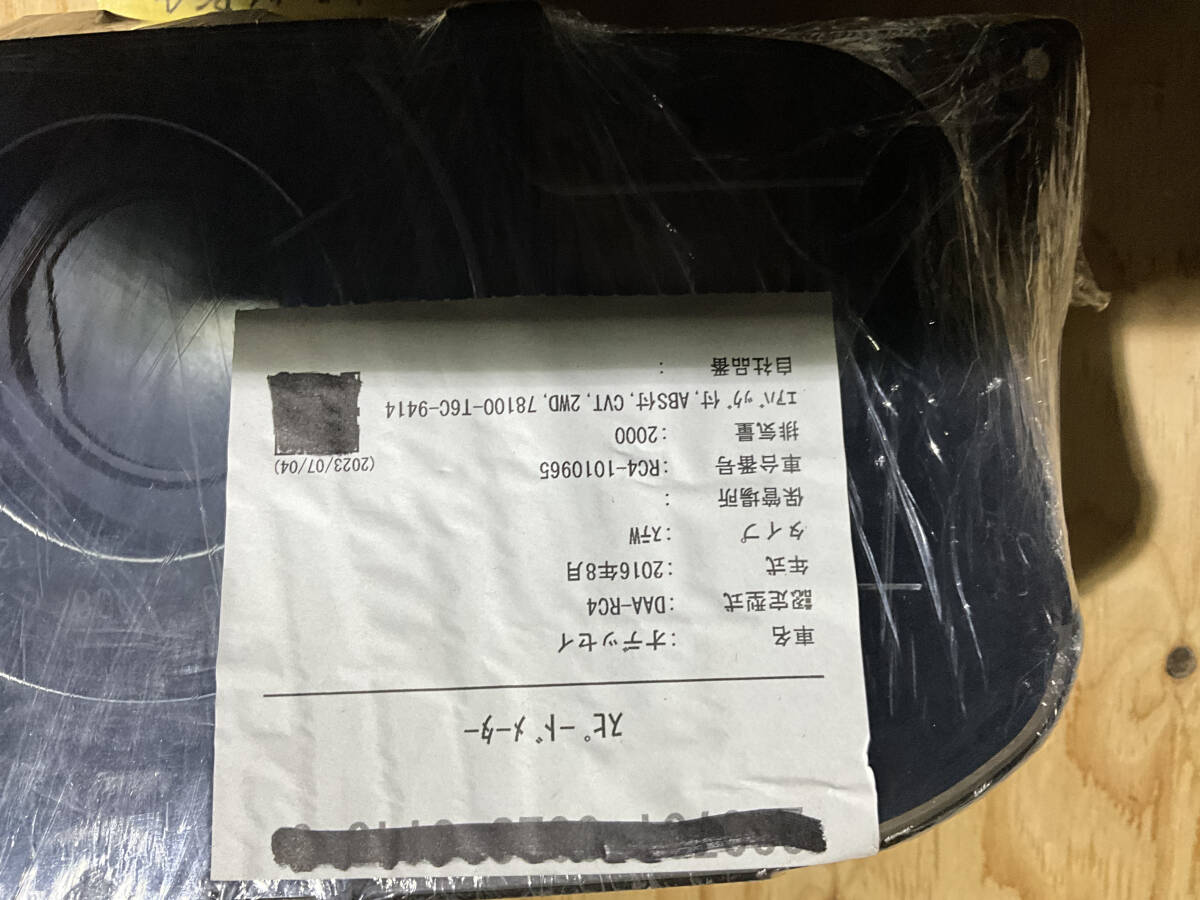 ｽﾋﾟｰﾄﾞﾒｰﾀｰ
車名 :オデッセイ
認定型式 :DAA-RC4
年式 :2016年8月
タイプ :ｽﾃW
保管場所 :
車台番号 :RC4-1010965 (2023/07/04)
排気量 :2000
ｴｱﾊﾞｯｸﾞ付,ABS付,CVT,2WD,78100-T6C-9414
自社品番 :